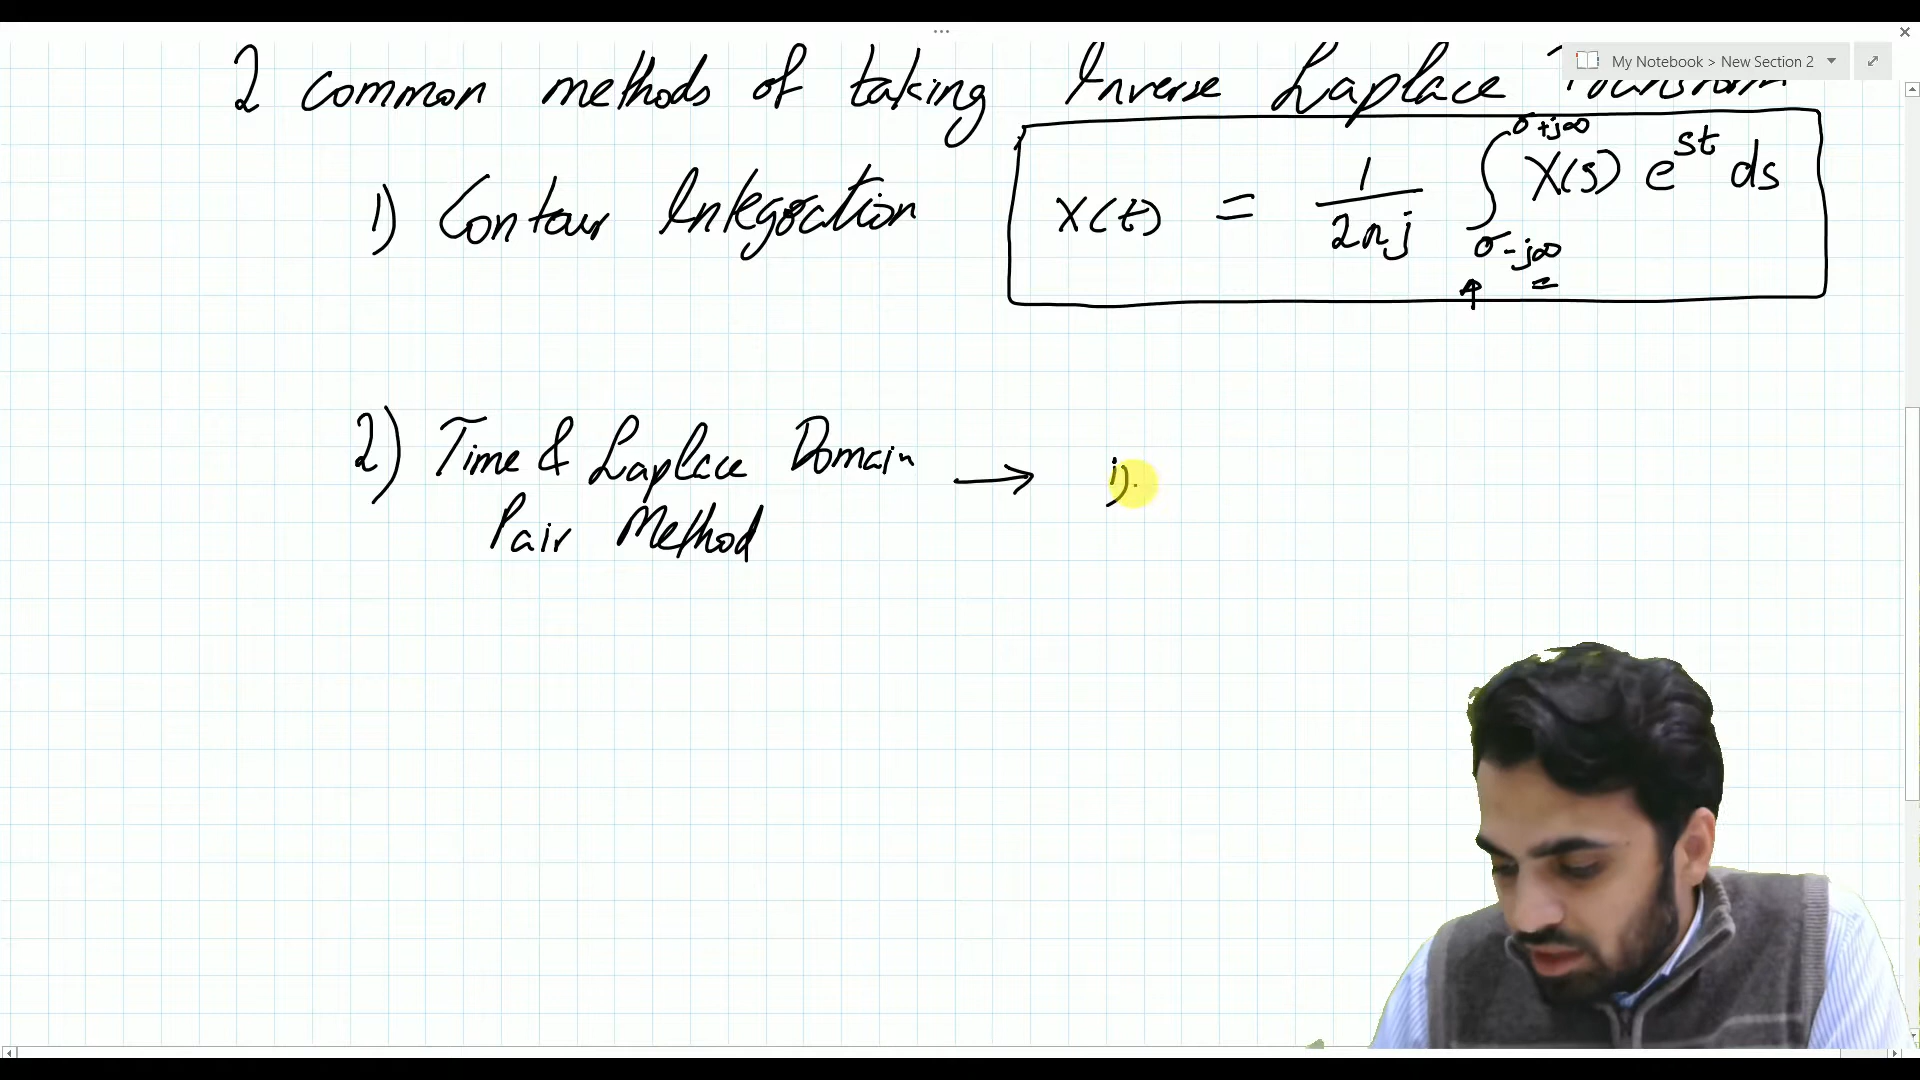 2 common methods of taking Inverse Laplace Transform
My Notebook > New Section 2
1) Contour Integration
x(t) = 1/2πj ∫ σ-j∞ σ+j∞ X(s) e^st ds
2) Time & Laplace Domain → i)
Pair Method